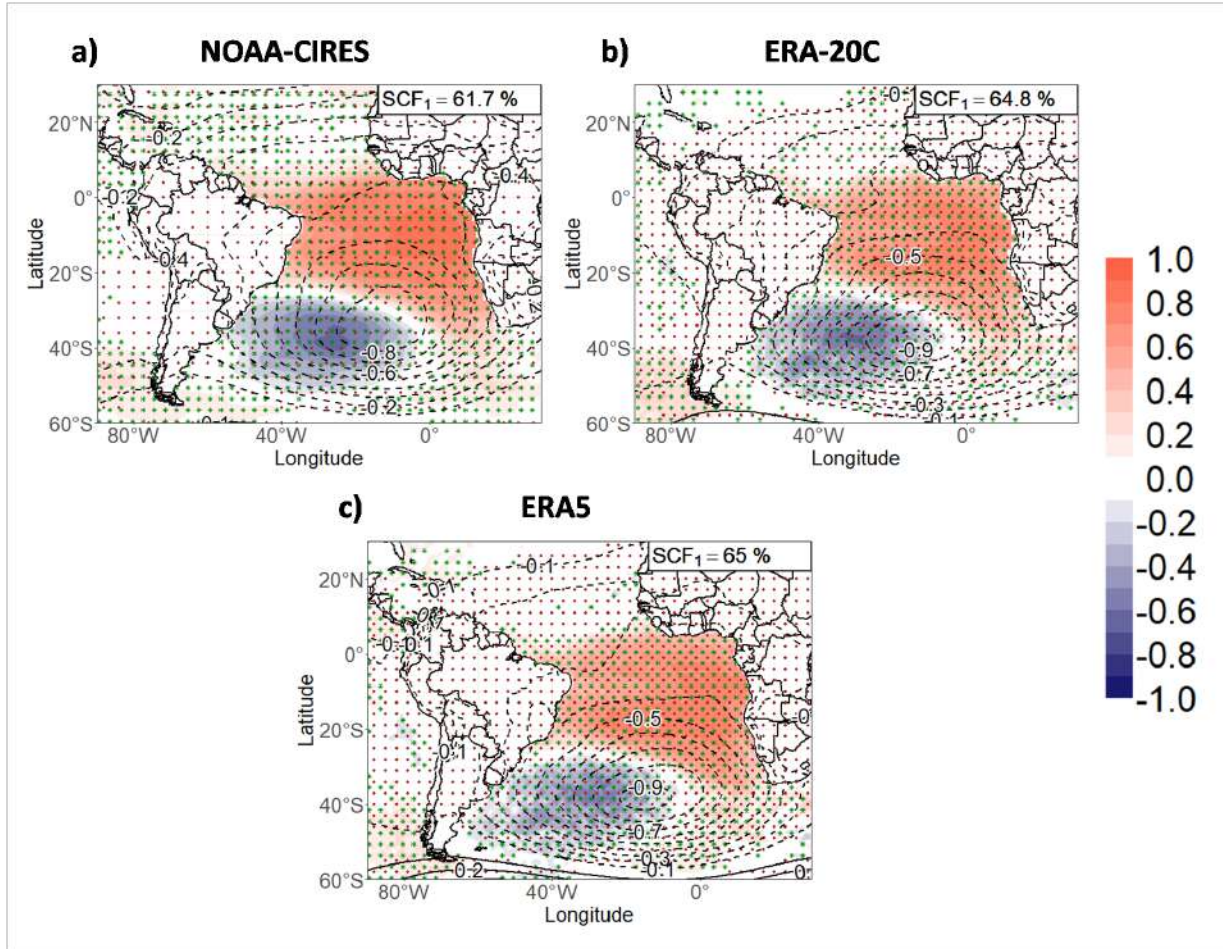 a) NOAA-CIRES
SCF₁ = 61.7 %
20°N
0°
20°S
40°S
60°S
Latitude
-0.2
-0.4
-0.2
0.4
-0.8
-0.6
-0.2
80°W 40°W 0°
Longitude
b) ERA-20C
SCF₁ = 64.8 %
20°N
0°
20°S
40°S
60°S
Latitude
-0.5
-0.9
-0.7
-0.3
80°W 40°W 0°
Longitude
1.0
0.8
0.6
0.4
0.2
0.0
-0.2
-0.4
-0.6
-0.8
-1.0
c) ERA5
SCF₁ = 65 %
20°N
0°
20°S
40°S
60°S
Latitude
0.1
-0.5
-0.1
-0.9
-0.7
-0.3
-0.1
0.2
80°W 40°W 0°
Longitude